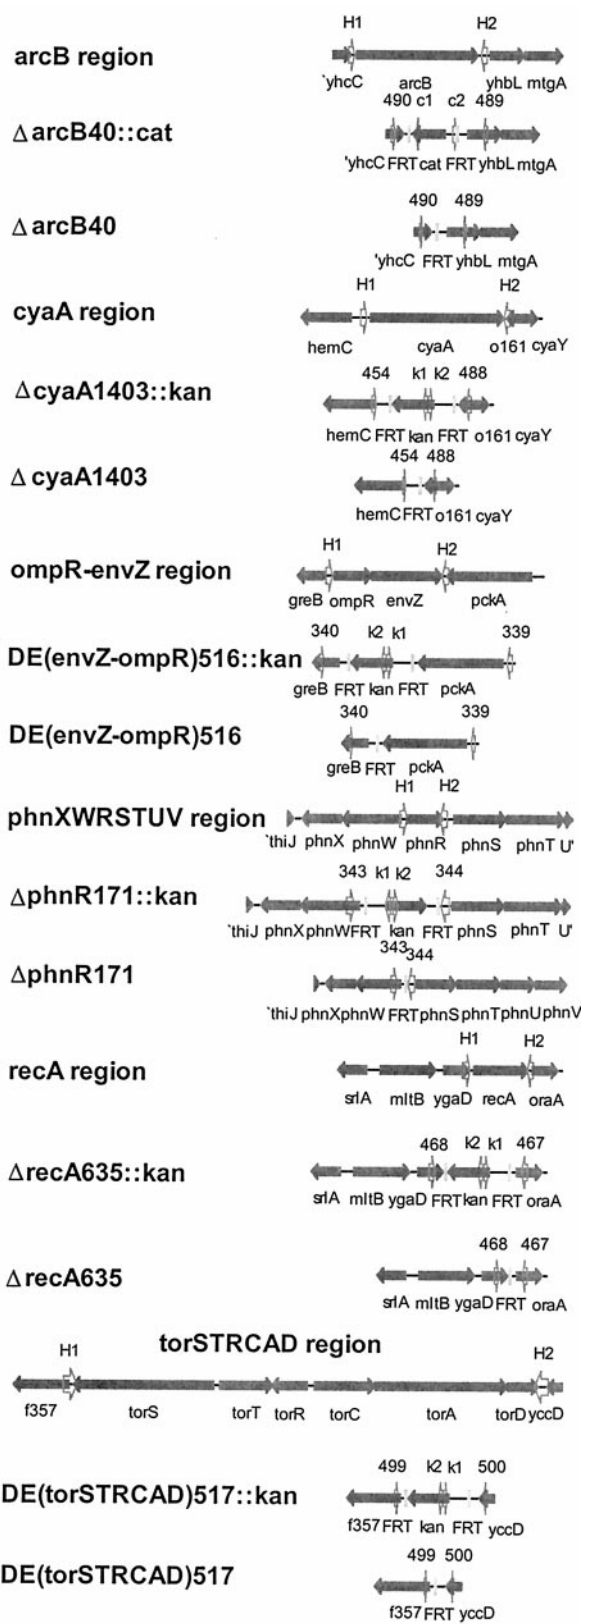 H1 H2
arcB region
`yhcC arcB yhbL mtgA
490 c1 c2 489
ΔarcB40::cat
'yhcC FRT cat FRT yhbL mtgA
490 489
ΔarcB40
'yhcC FRT yhbL mtgA
H1 H2
cyaA region
hemC cyaA o161 cyaY
454 k1 k2 488
ΔcyaA1403::kan
hemC FRT kan FRT o161 cyaY
454 488
ΔcyaA1403
hemC FRT o161 cyaY
H1 H2
ompR-envZ region
greB ompR envZ pckA
340 k2 k1 339
DE(envZ-ompR)516::kan
greB FRT kan FRT pckA
340 339
DE(envZ-ompR)516
greB FRT pckA
H1 H2
phnXWRSTUV region
`thiJ phnX phnW phnR phnS phnT U'
343 k1 k2 344
ΔphnR171::kan
`thiJ phnX phnW FRT kan FRT phnS phnT U'
343 344
ΔphnR171
`thiJ phnX phnW FRT phnS phnT phnU phnV
H1 H2
recA region
srlA mltB ygaD recA oraA
468 k2 k1 467
ΔrecA635::kan
srlA mltB ygaD FRT kan FRT oraA
468 467
ΔrecA635
srlA mltB ygaD FRT oraA
torSTRCAD region
H1 H2
f357 torS torT torR torC torA torD yccD
499 k2 k1 500
DE(torSTRCAD)517::kan
f357 FRT kan FRT yccD
499 500
DE(torSTRCAD)517
f357 FRT yccD